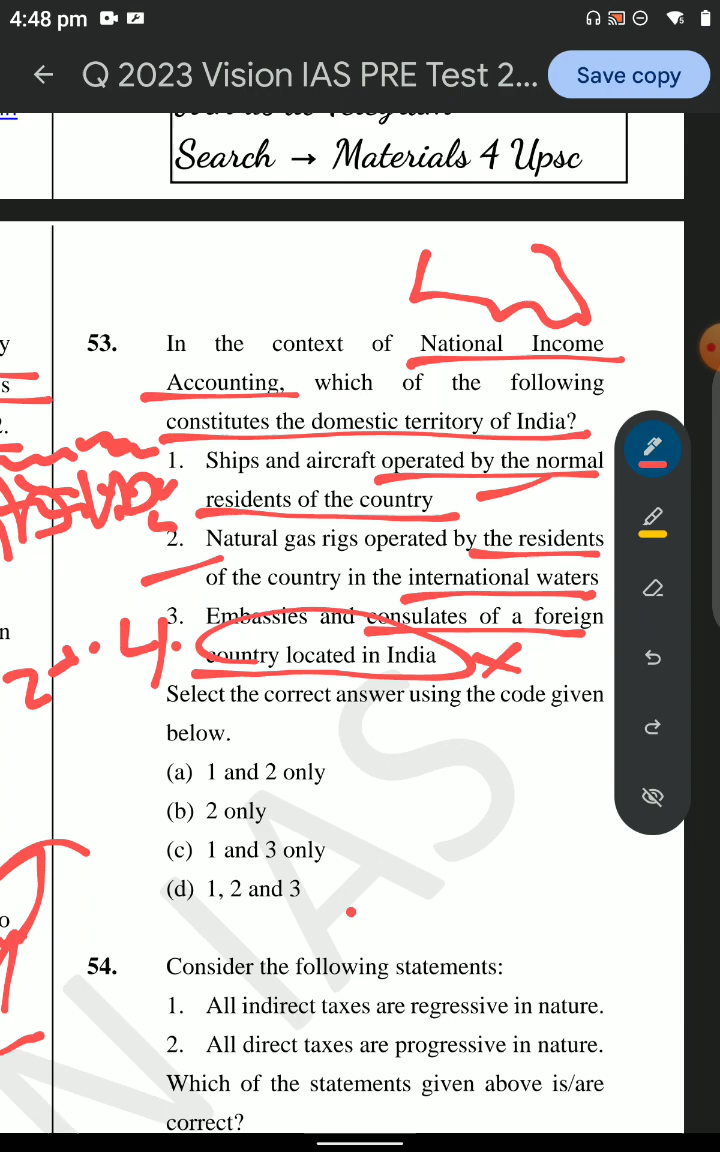 4:48 pm
Q 2023 Vision IAS PRE Test 2...
Save copy
Search → Materials 4 Upsc
53. In the context of National Income
Accounting, which of the following
constitutes the domestic territory of India?
1. Ships and aircraft operated by the normal
residents of the country
2. Natural gas rigs operated by the residents
of the country in the international waters
3. Embassies and consulates of a foreign
country located in India
Select the correct answer using the code given
below.
(a) 1 and 2 only
(b) 2 only
(c) 1 and 3 only
(d) 1, 2 and 3
54. Consider the following statements:
1. All indirect taxes are regressive in nature.
2. All direct taxes are progressive in nature.
Which of the statements given above is/are
correct?
N IAS